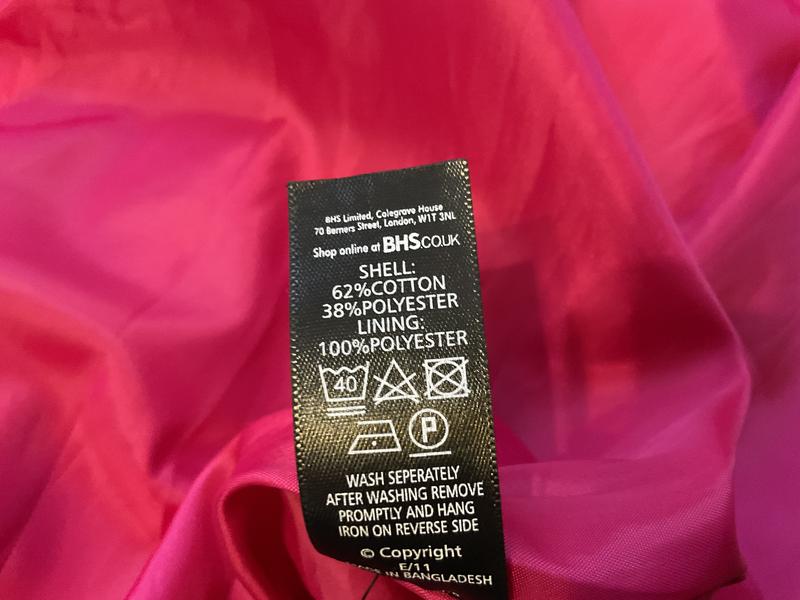 BHS Limited, Colegrave House
70 Berners Street, London, W1T 3NL
Shop online at BHS.CO.UK
SHELL:
62%COTTON
38%POLYESTER
LINING:
100%POLYESTER
40
P
WASH SEPERATELY
AFTER WASHING REMOVE
PROMPTLY AND HANG
IRON ON REVERSE SIDE
© Copyright
E/11
MADE IN BANGLADESH